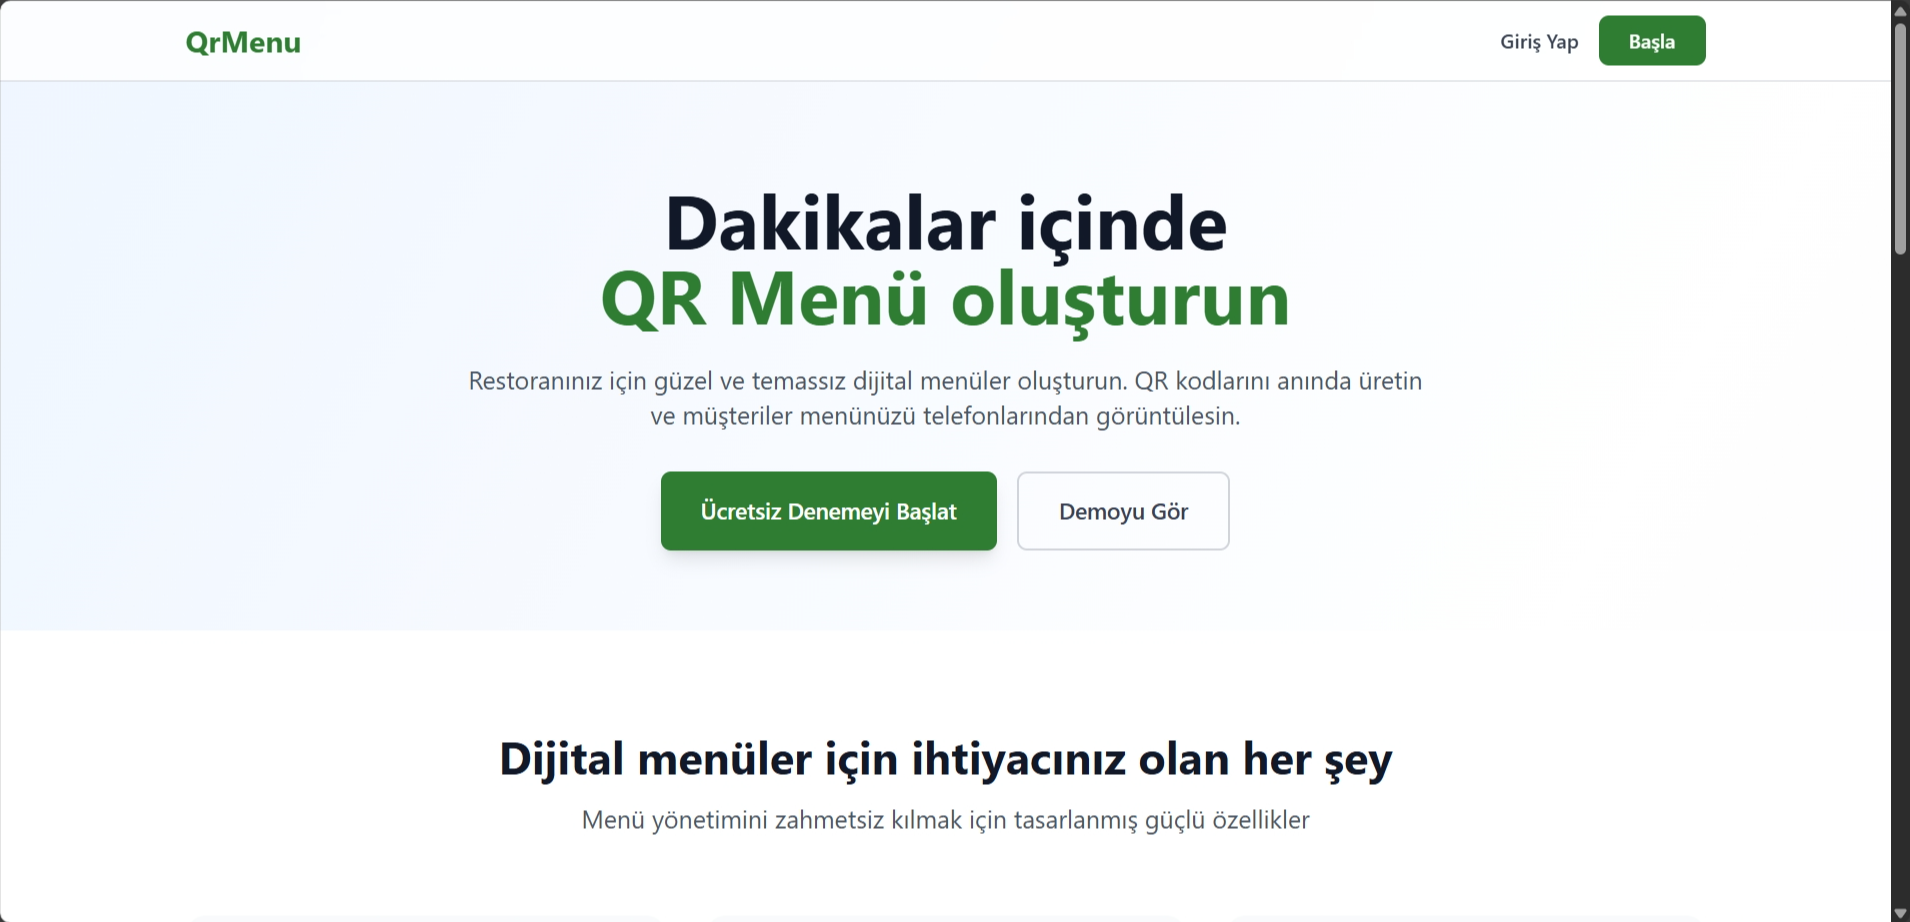 QrMenu
Giriş Yap
Başla
Dakikalar içinde
QR Menü oluşturun
Restoranınız için güzel ve temassız dijital menüler oluşturun. QR kodlarını anında üretin
ve müşteriler menünüzü telefonlarından görüntülesin.
Ücretsiz Denemeyi Başlat
Demoyu Gör
Dijital menüler için ihtiyacınız olan her şey
Menü yönetimini zahmetsiz kılmak için tasarlanmış güçlü özellikler